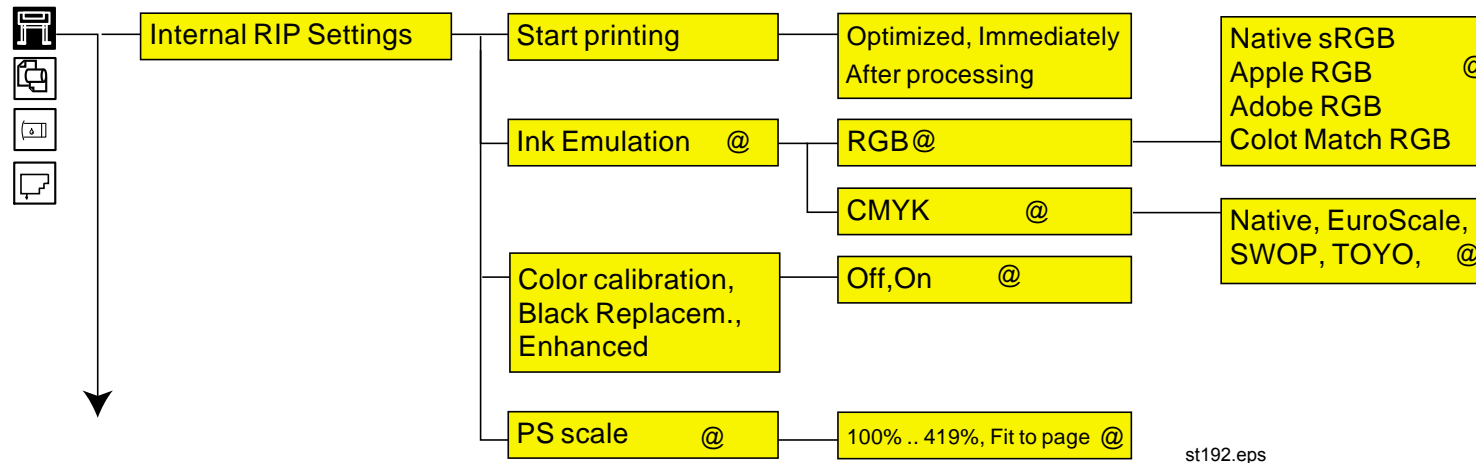 Internal RIP Settings
Start printing
Optimized, Immediately
After processing
Ink Emulation @
RGB@
Native sRGB
Apple RGB @
Adobe RGB
Colot Match RGB
CMYK @
Native, EuroScale,
SWOP, TOYO, @
Color calibration,
Black Replacem.,
Enhanced
Off,On @
PS scale @
100% .. 419%, Fit to page @
st192.eps